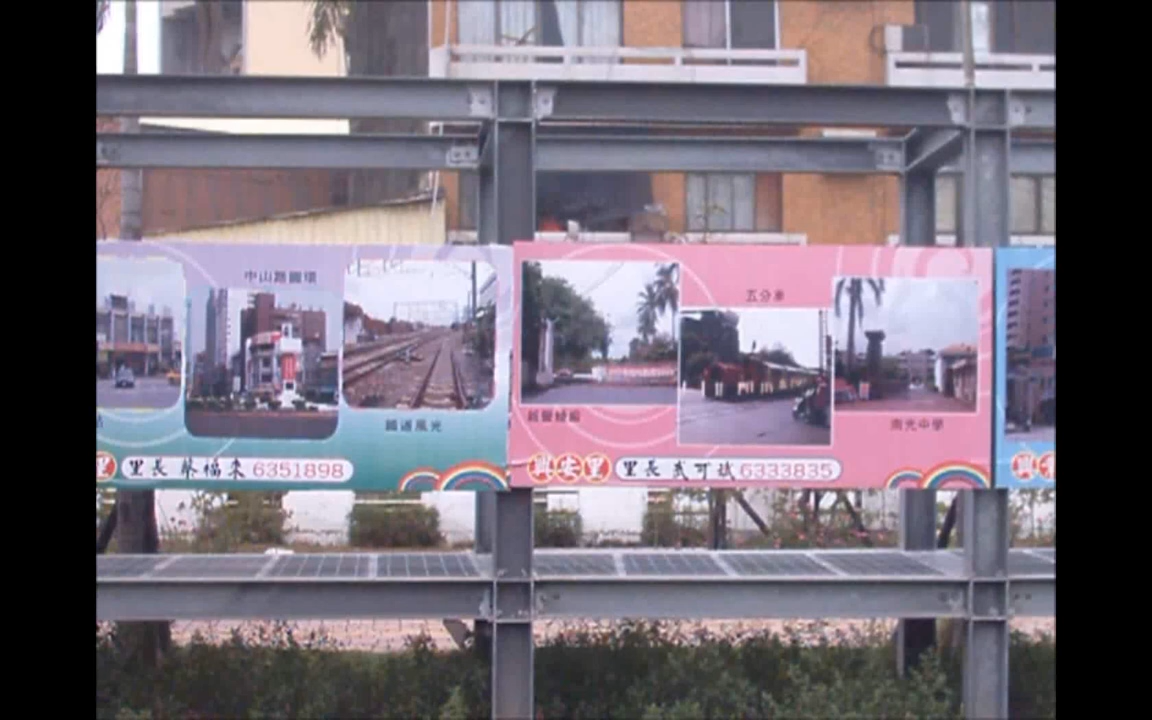 中山路圓環
鐵道風光
里長 蔡福來 6351898
五分車
南光中學
興安里 里長 武可斌 6333835